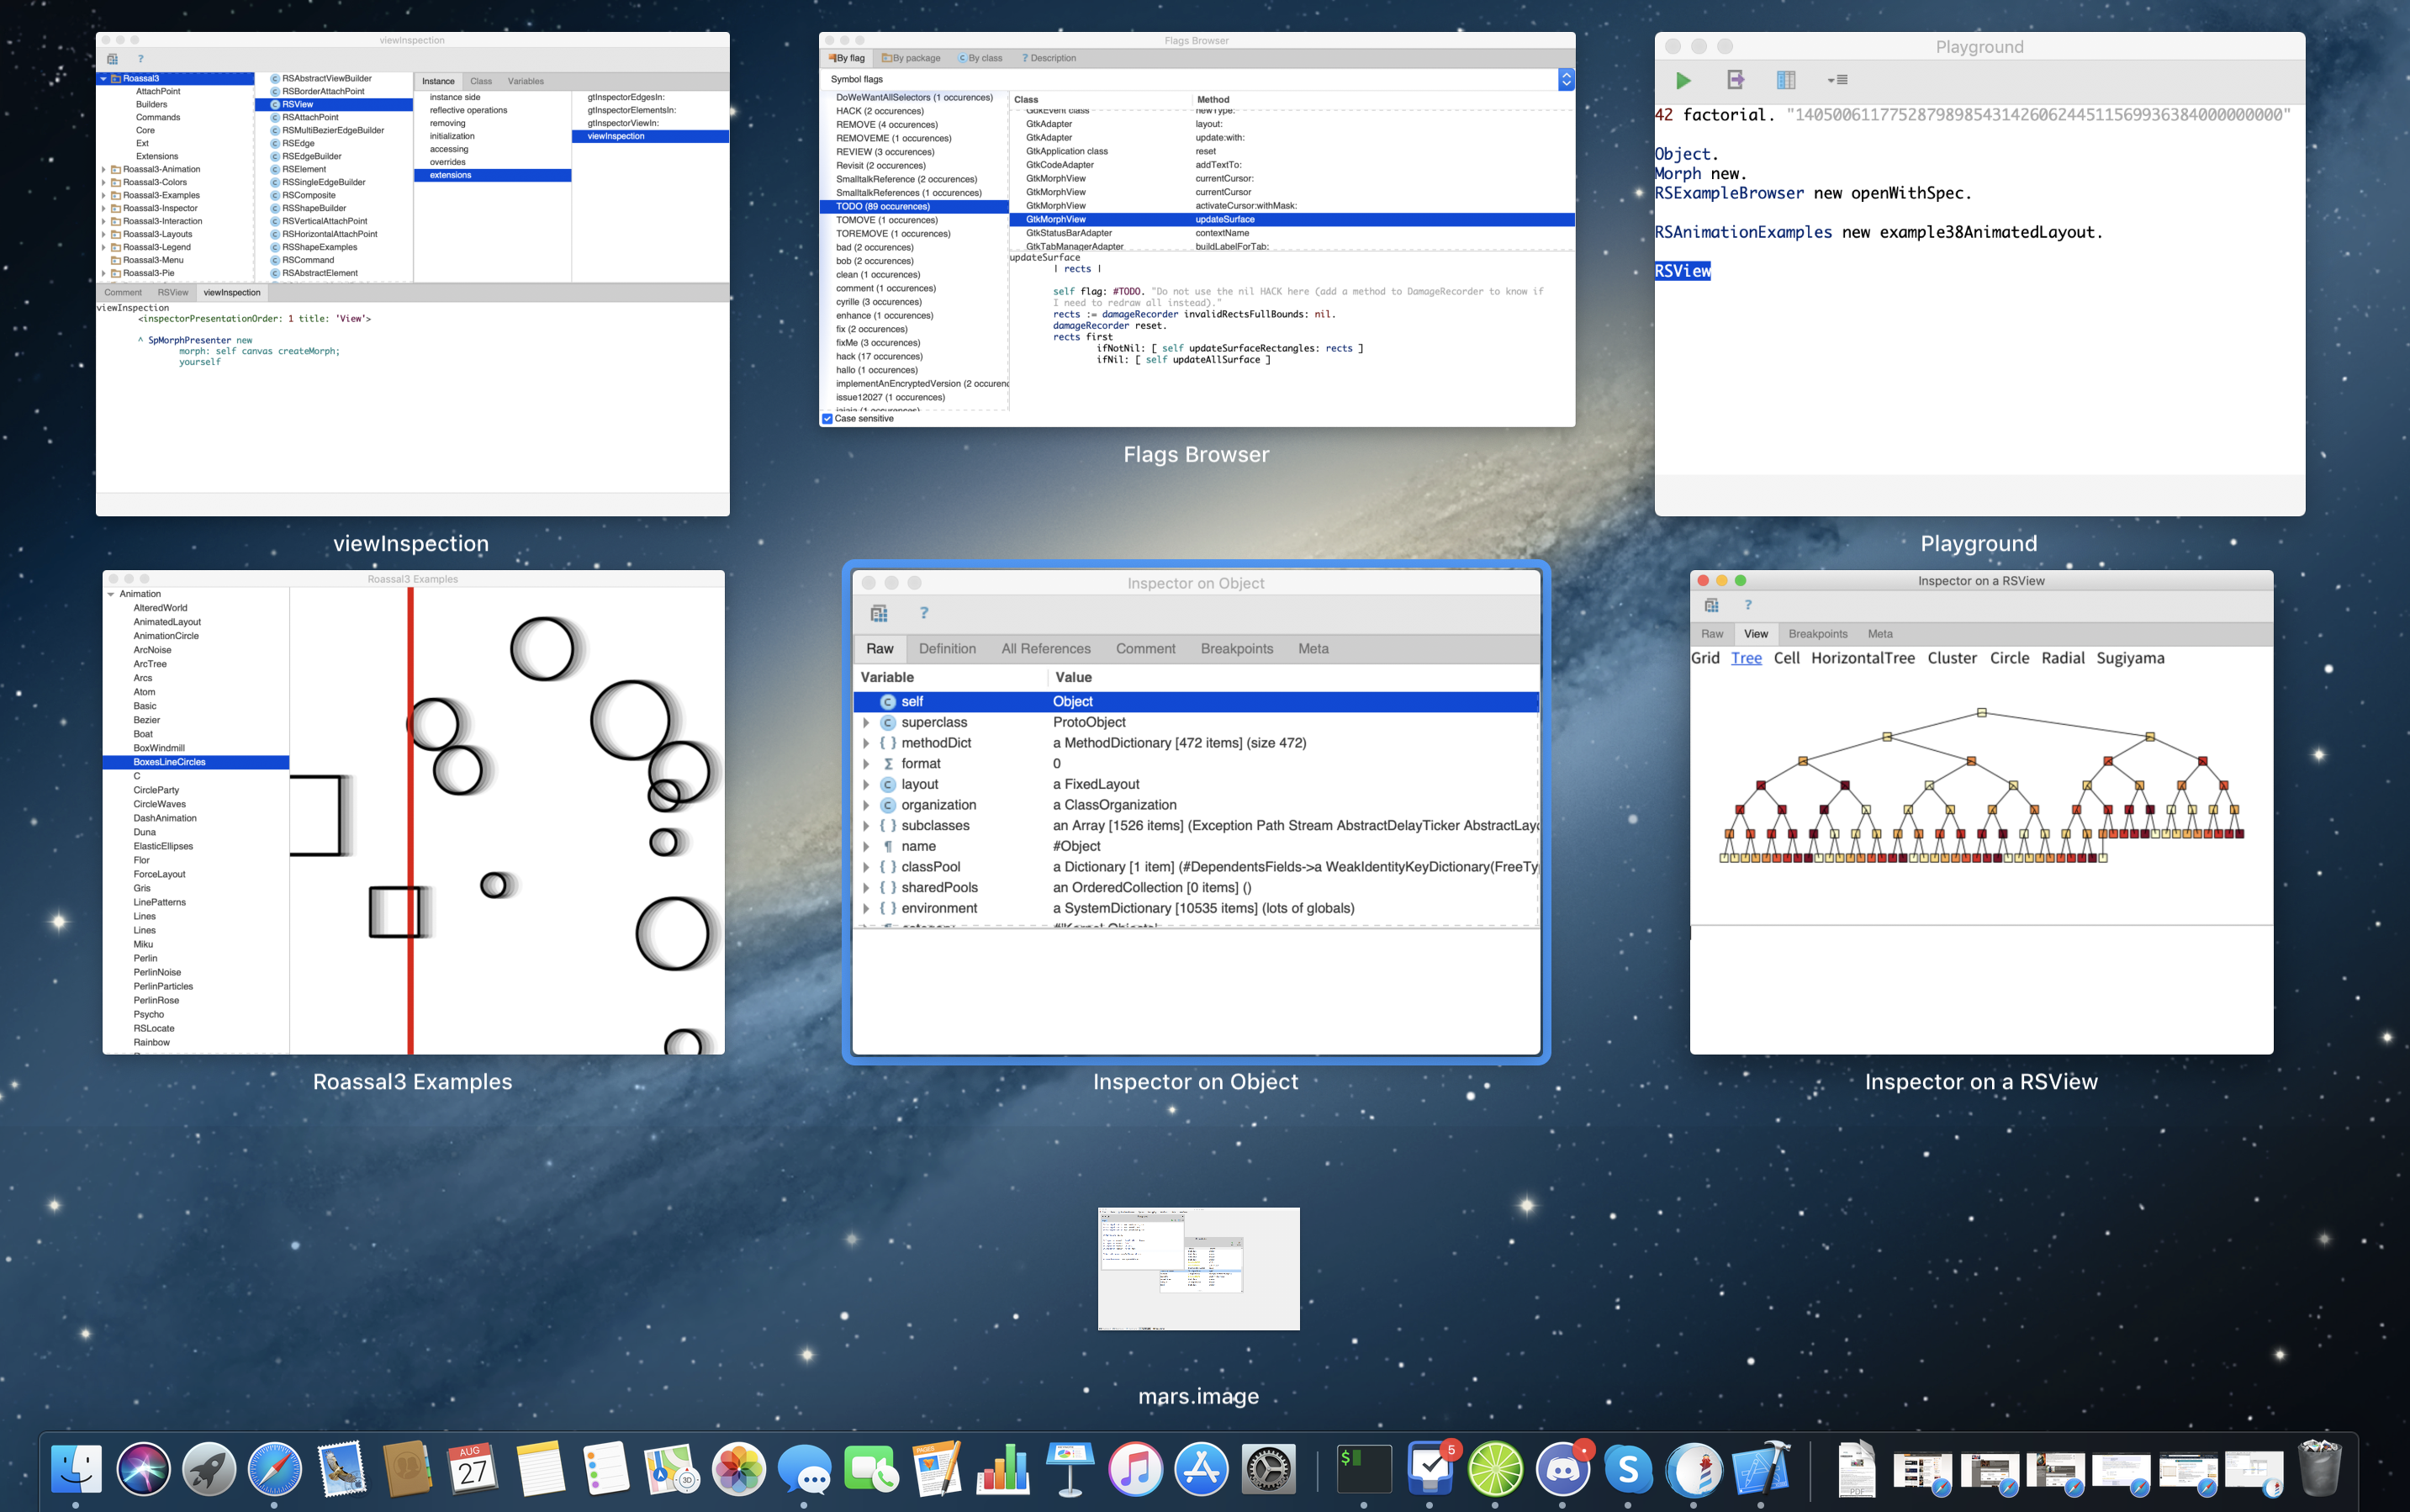 viewInspection
?
Roassal3
AttachPoint
Builders
Commands
Core
Ext
Extensions
Roassal3-Animation
Roassal3-Colors
Roassal3-Examples
Roassal3-Inspector
Roassal3-Interaction
Roassal3-Layouts
Roassal3-Legend
Roassal3-Menu
Roassal3-Pie
RSAbstractViewBuilder
RSBorderAttachPoint
RSView
RSAttachPoint
RSMultiBezierEdgeBuilder
RSEdge
RSEdgeBuilder
RSElement
RSSingleEdgeBuilder
RSComposite
RSShapeBuilder
RSVerticalAttachPoint
RSHorizontalAttachPoint
RSShapeExamples
RSCommand
RSAbstractElement
Instance Class Variables
instance side
reflective operations
removing
initialization
accessing
overrides
extensions
gtInspectorEdgesIn:
gtInspectorElementsIn:
gtInspectorViewIn:
viewInspection
Comment RSView viewInspection
viewInspection
<inspectorPresentationOrder: 1 title: 'View'>
^ SpMorphPresenter new
morph: self canvas createMorph;
yourself
viewInspection
Flags Browser
By flag By package By class ? Description
Symbol flags
DoWeWantAllSelectors (1 occurences)
HACK (2 occurences)
REMOVE (4 occurences)
REMOVEME (1 occurences)
REVIEW (3 occurences)
Revisit (2 occurences)
SmalltalkReference (2 occurences)
SmalltalkReferences (1 occurences)
TODO (89 occurences)
TOMOVE (1 occurences)
TOREMOVE (1 occurences)
bad (2 occurences)
bob (2 occurences)
clean (1 occurences)
comment (1 occurences)
cyrille (3 occurences)
enhance (1 occurences)
fix (2 occurences)
fixMe (3 occurences)
hack (17 occurences)
hallo (1 occurences)
implementAnEncryptedVersion (2 occurenc
issue12027 (1 occurences)
Case sensitive
Class Method
GtkEvent class newType:
GtkAdapter layout:
GtkAdapter update:with:
GtkApplication class reset
GtkCodeAdapter addTextTo:
GtkMorphView currentCursor:
GtkMorphView currentCursor
GtkMorphView activateCursor:withMask:
GtkMorphView updateSurface
GtkStatusBarAdapter contextName
GtkTabManagerAdapter buildLabelForTab:
updateSurface
| rects |
self flag: #TODO. "Do not use the nil HACK here (add a method to DamageRecorder to know if
I need to redraw all instead)."
rects := damageRecorder invalidRectsFullBounds: nil.
damageRecorder reset.
rects first
ifNotNil: [ self updateSurfaceRectangles: rects ]
ifNil: [ self updateAllSurface ]
Flags Browser
Playground
42 factorial. "1405006117752879898543142606244511569936384000000000"
Object.
Morph new.
RSExampleBrowser new openWithSpec.
RSAnimationExamples new example38AnimatedLayout.
RSView
Playground
Roassal3 Examples
Animation
AlteredWorld
AnimatedLayout
AnimationCircle
ArcNoise
ArcTree
Arcs
Atom
Basic
Bezier
Boat
BoxWindmill
BoxesLineCircles
C
CircleParty
CircleWaves
DashAnimation
Duna
ElasticEllipses
Flor
ForceLayout
Gris
LinePatterns
Lines
Lines
Miku
Perlin
PerlinNoise
PerlinParticles
PerlinRose
Psycho
RSLocate
Rainbow
Roassal3 Examples
Inspector on Object
?
Raw Definition All References Comment Breakpoints Meta
Variable Value
self Object
superclass ProtoObject
methodDict a MethodDictionary [472 items] (size 472)
format 0
layout a FixedLayout
organization a ClassOrganization
subclasses an Array [1526 items] (Exception Path Stream AbstractDelayTicker AbstractLayo
name #Object
classPool a Dictionary [1 item] (#DependentsFields->a WeakIdentityKeyDictionary(FreeTy
sharedPools an OrderedCollection [0 items] ()
environment a SystemDictionary [10535 items] (lots of globals)
category #'Kernel-Objects'
Inspector on Object
Inspector on a RSView
?
Raw View Breakpoints Meta
Grid Tree Cell HorizontalTree Cluster Circle Radial Sugiyama
Inspector on a RSView
mars.image
AUG
27
PAGES
3D
$
5
S
PDF